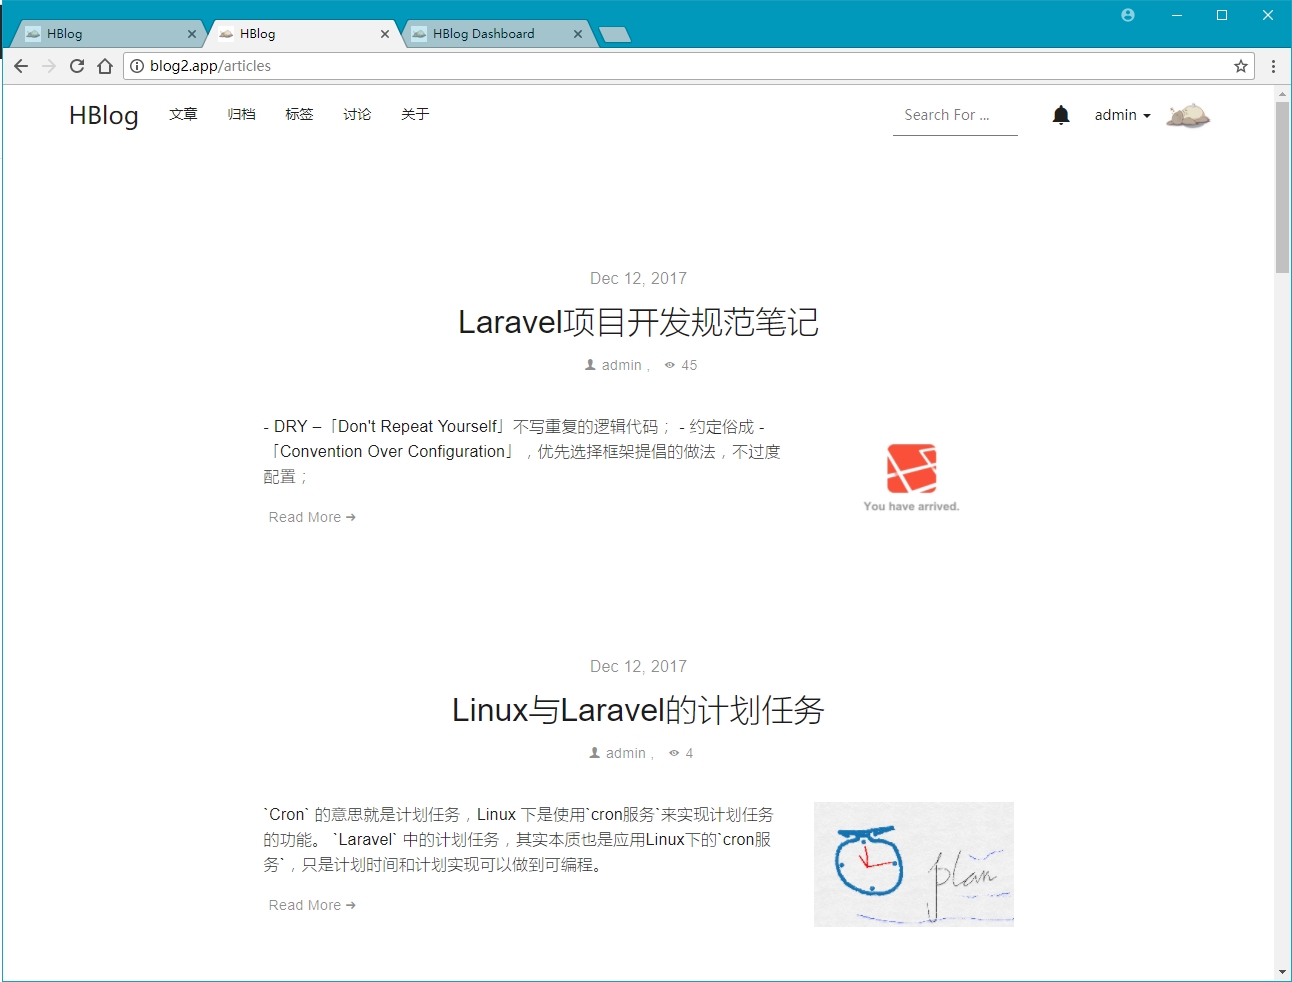 HBlog
HBlog
HBlog Dashboard
blog2.app/articles
HBlog 文章 归档 标签 讨论 关于 Search For ... admin
Dec 12, 2017
Laravel项目开发规范笔记
admin , 45
- DRY –「Don't Repeat Yourself」不写重复的逻辑代码； - 约定俗成 -
「Convention Over Configuration」，优先选择框架提倡的做法，不过度
配置；
Read More →
You have arrived.
Dec 12, 2017
Linux与Laravel的计划任务
admin , 4
`Cron` 的意思就是计划任务，Linux 下是使用`cron服务`来实现计划任务
的功能。 `Laravel` 中的计划任务，其实本质也是应用Linux下的`cron服
务`，只是计划时间和计划实现可以做到可编程。
Read More →
plan